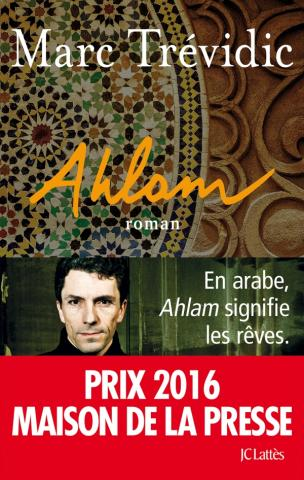 Marc Trévidic
Ahlam
roman
En arabe,
Ahlam signifie
les rêves.
PRIX 2016
MAISON DE LA PRESSE
JC Lattès